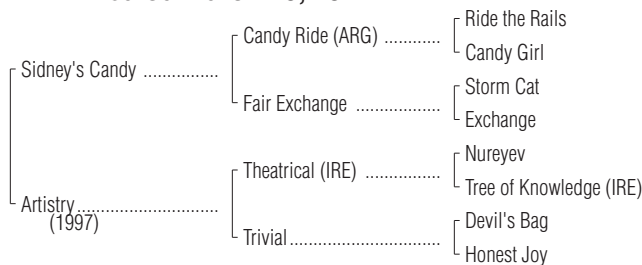 Ride the Rails
Candy Ride (ARG) ............
Candy Girl
Sidney's Candy ................
Storm Cat
Fair Exchange ..................
Exchange
Nureyev
Theatrical (IRE) ................
Tree of Knowledge (IRE)
Artistry..............................
(1997)
Devil's Bag
Trivial................................
Honest Joy